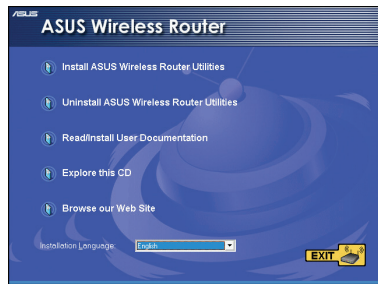 ASUS
ASUS Wireless Router
Install ASUS Wireless Router Utilities
Uninstall ASUS Wireless Router Utilities
Read/Install User Documentation
Explore this CD
Browse our Web Site
Installation Language: English
EXIT